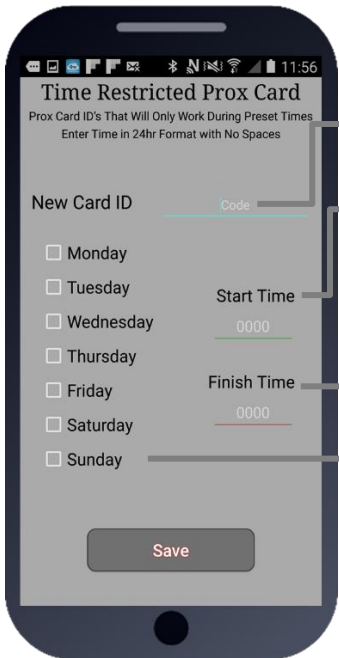 11:56
Time Restricted Prox Card
Prox Card ID's That Will Only Work During Preset Times
Enter Time in 24hr Format with No Spaces
New Card ID
Code
Monday
Tuesday
Start Time
Wednesday
0000
Thursday
Finish Time
Friday
0000
Saturday
Sunday
Save